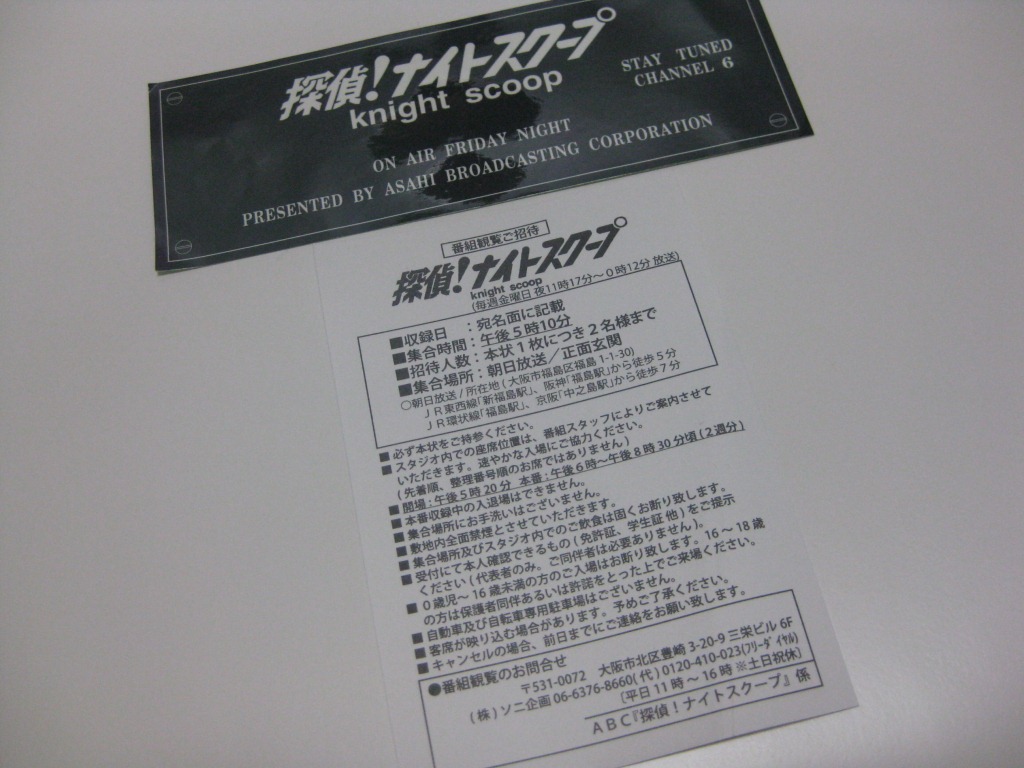 探偵!ナイトスクープ
knight scoop
STAY TUNED
CHANNEL 6
ON AIR FRIDAY NIGHT
PRESENTED BY ASAHI BROADCASTING CORPORATION
番組観覧ご招待
探偵!ナイトスクープ
knight scoop
(毎週金曜日 夜11時17分～0時12分 放送)
■収録日 :宛名面に記載
■集合時間:午後5時10分
■招待人数:本状1枚につき2名様まで
■集合場所:朝日放送/正面玄関
○朝日放送/所在地(大阪市福島区福島1-1-30)
JR東西線「新福島駅」、阪神「福島駅」から徒歩5分
JR環状線「福島駅」、京阪「中之島駅」から徒歩7分
■必ず本状をご持参ください。
■スタジオ内での座席位置は、番組スタッフによりご案内させて
いただきます。速やかな入場にご協力ください。
(先着順、整理番号順のお席ではありません)
■開場:午後5時20分 本番:午後6時～午後8時30分頃(2週分)
■本番収録中の入退場はできません。
■集合場所にお手洗いはございません。
■敷地内全面禁煙とさせていただきます。
■集合場所及びスタジオ内でのご飲食は固くお断り致します。
■受付にて本人確認できるもの(免許証、学生証 他)をご提示
ください(代表者のみ。ご同伴者は必要ありません)。
■0歳児～16歳未満の方のご入場はお断り致します。16～18歳
の方は保護者同伴あるいは許諾をとった上でご来場ください。
■自動車及び自転車専用駐車場はございません。
■客席が映り込む場合があります。予めご了承ください。
■キャンセルの場合、前日までにご連絡をお願い致します。
●番組観覧のお問合せ
〒531-0072 大阪市北区豊崎3-20-9 三栄ビル6F
(株)ソニ企画 06-6376-8660(代) 0120-410-023(フリーダイヤル)
〔平日11時～16時 ※土日祝休〕
ABC『探偵!ナイトスクープ』係